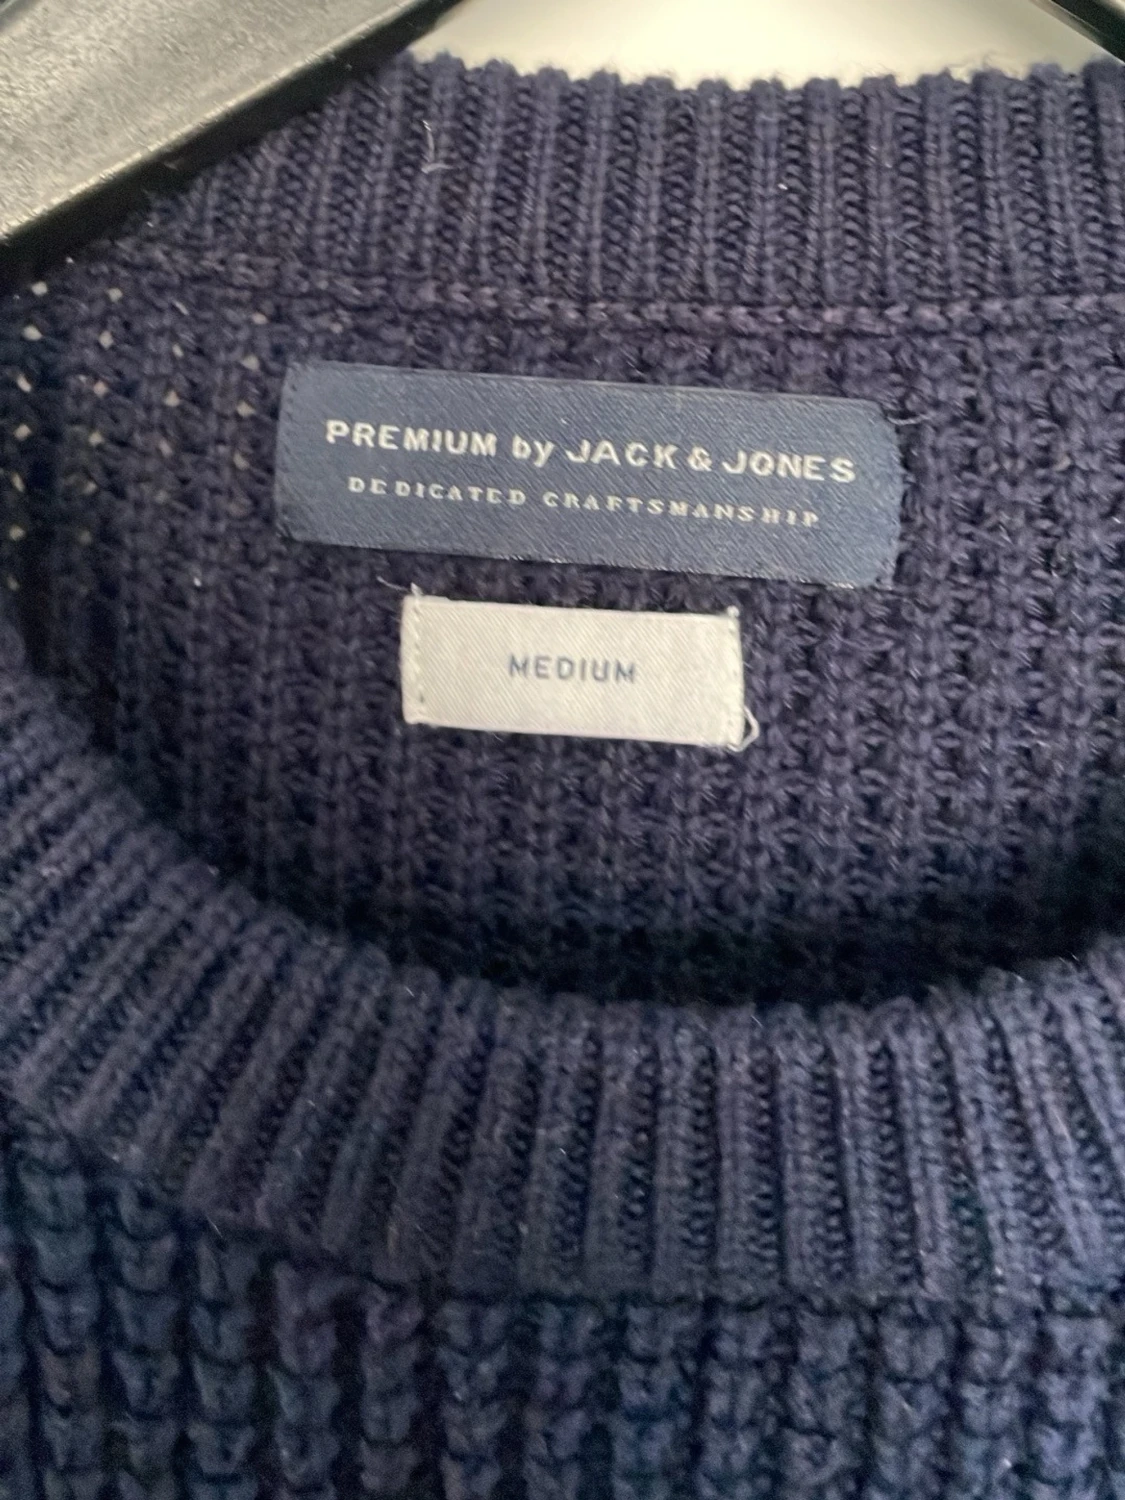 PREMIUM by JACK & JONES
DEDICATED CRAFTSMANSHIP
MEDIUM